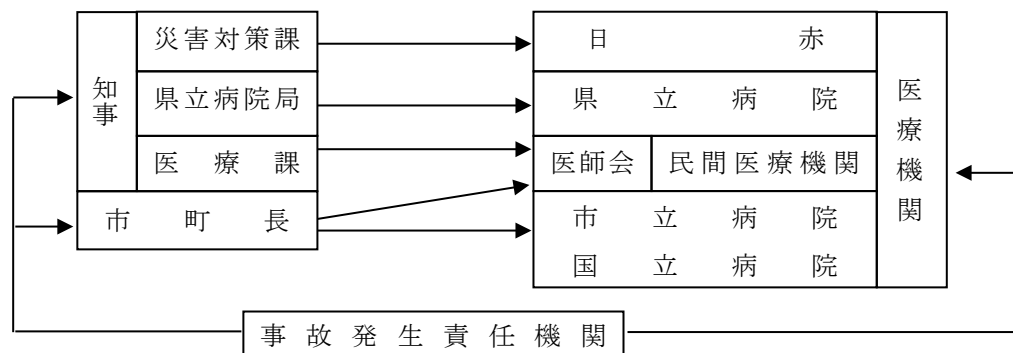 知事
災害対策課
県立病院局
医療課
市町長
日赤
県立病院
医師会
民間医療機関
市立病院
国立病院
医療機関
事故発生責任機関